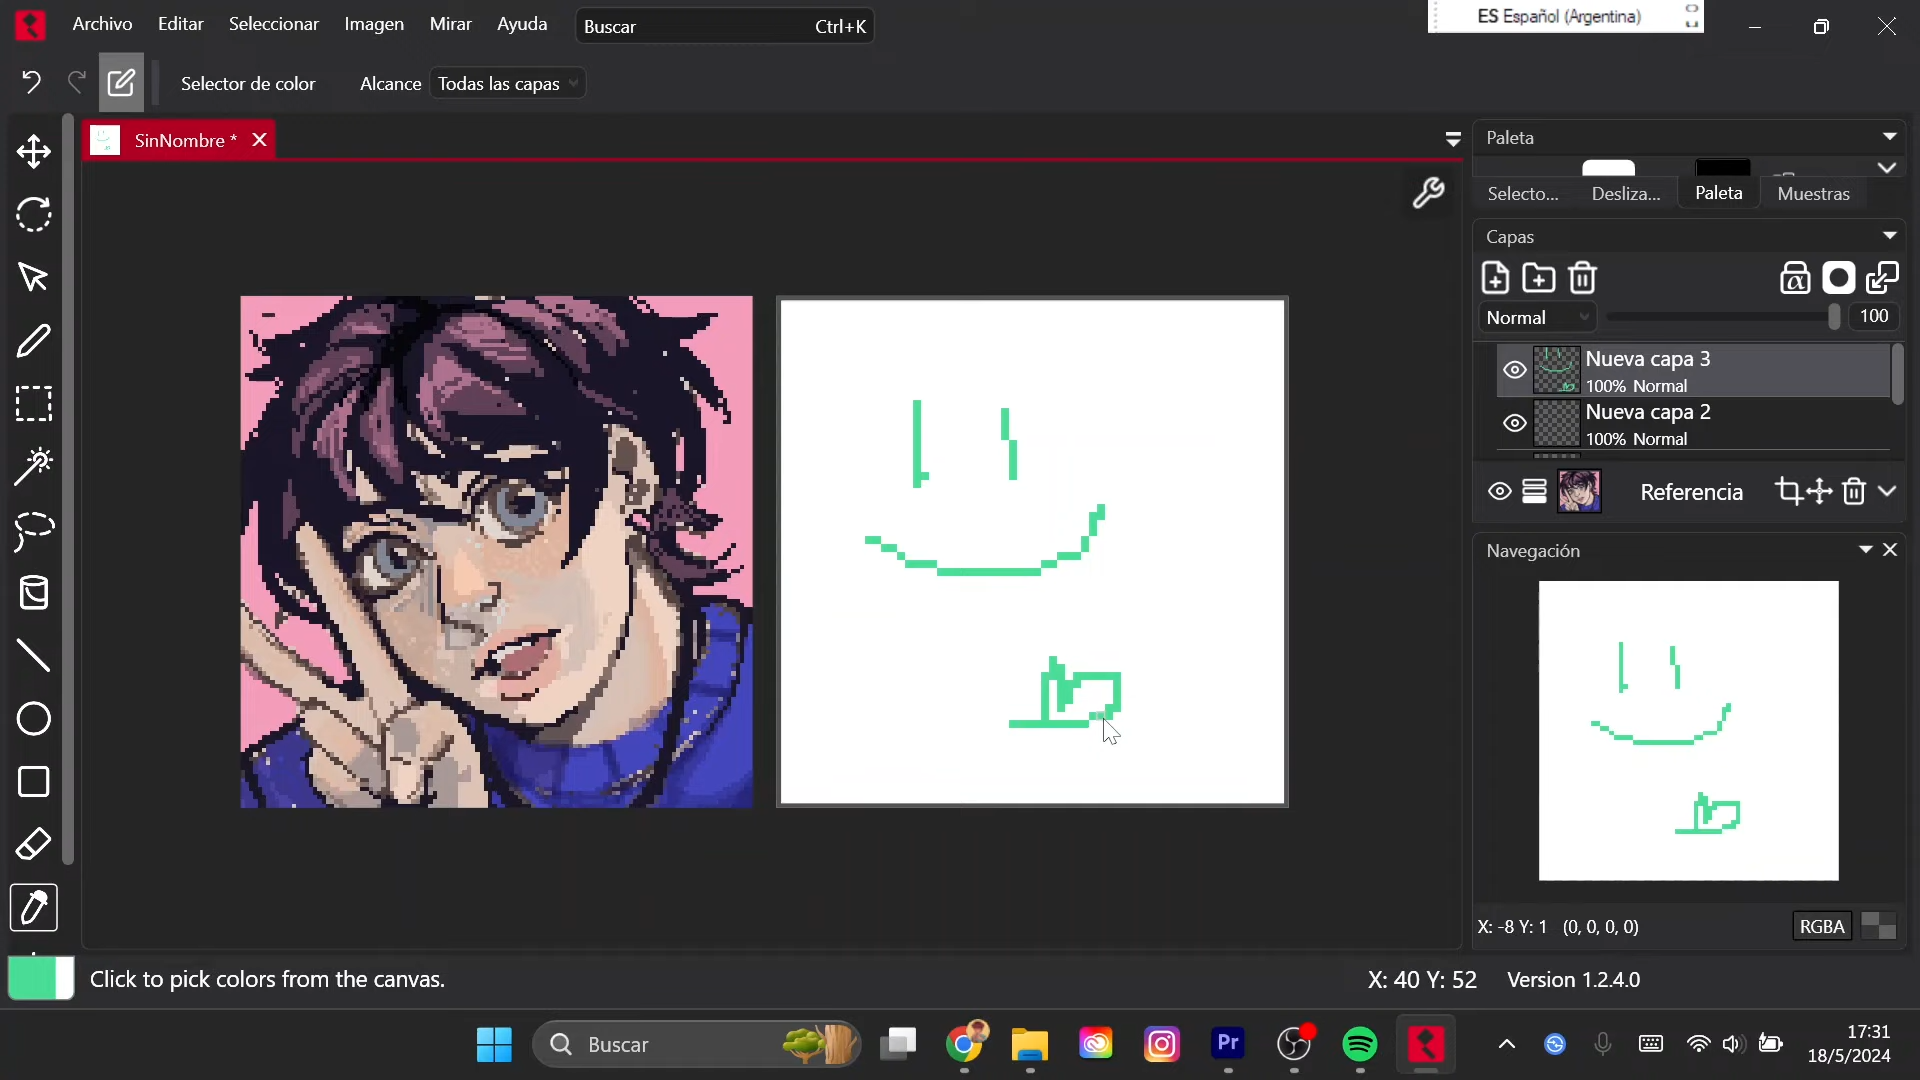 Archivo Editar Seleccionar Imagen Mirar Ayuda Buscar Ctrl+K
ES Español (Argentina)
Selector de color Alcance Todas las capas
SinNombre *
Paleta
Selecto... Desliza... Paleta Muestras
Capas
Normal 100
Nueva capa 3
100% Normal
Nueva capa 2
100% Normal
Referencia
Navegación
X: -8 Y: 1 (0, 0, 0, 0) RGBA
Click to pick colors from the canvas. X: 40 Y: 52 Version 1.2.4.0
Buscar
Pr
17:31
18/5/2024